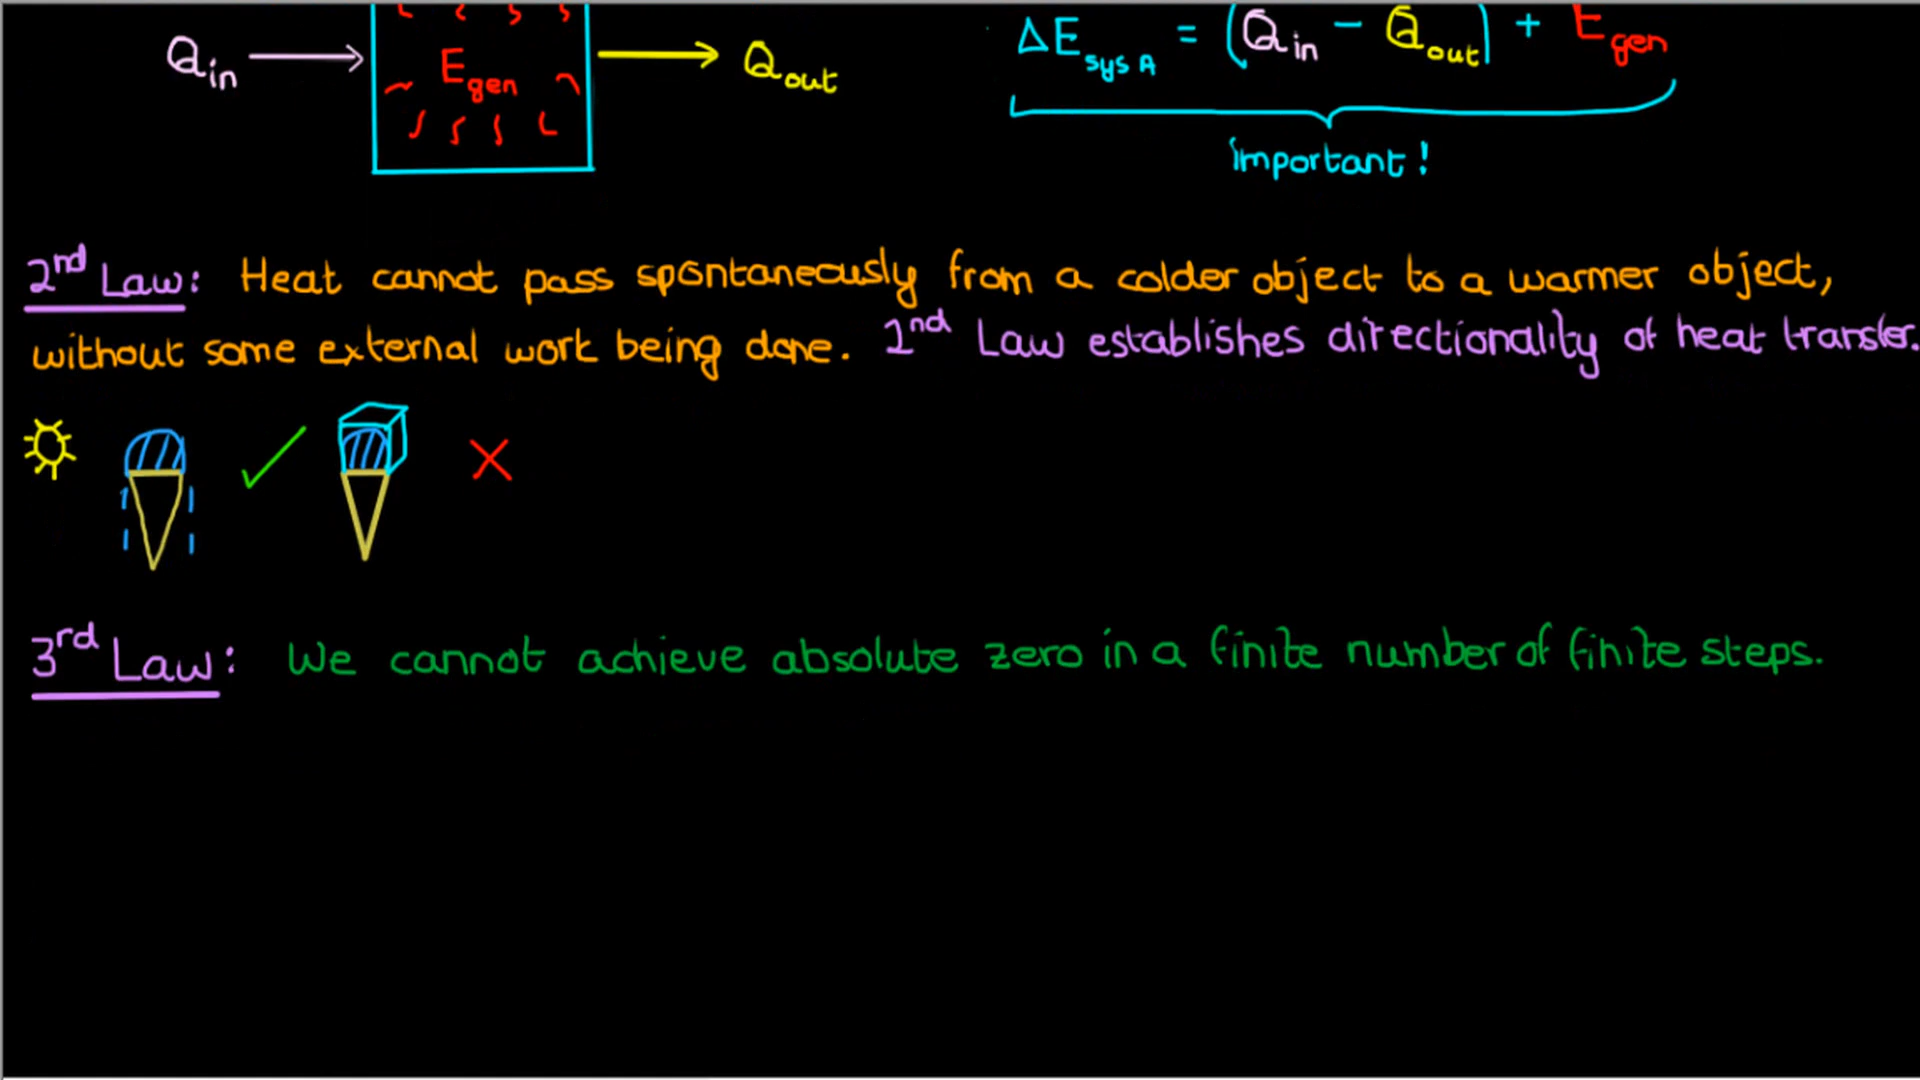 Qin → Egen → Qout
ΔEsys A = (Qin − Qout) + Egen
important!
2nd Law: Heat cannot pass spontaneously from a colder object to a warmer object,
without some external work being done. 2nd Law establishes directionality of heat transfer.
3rd Law: We cannot achieve absolute zero in a finite number of finite steps.